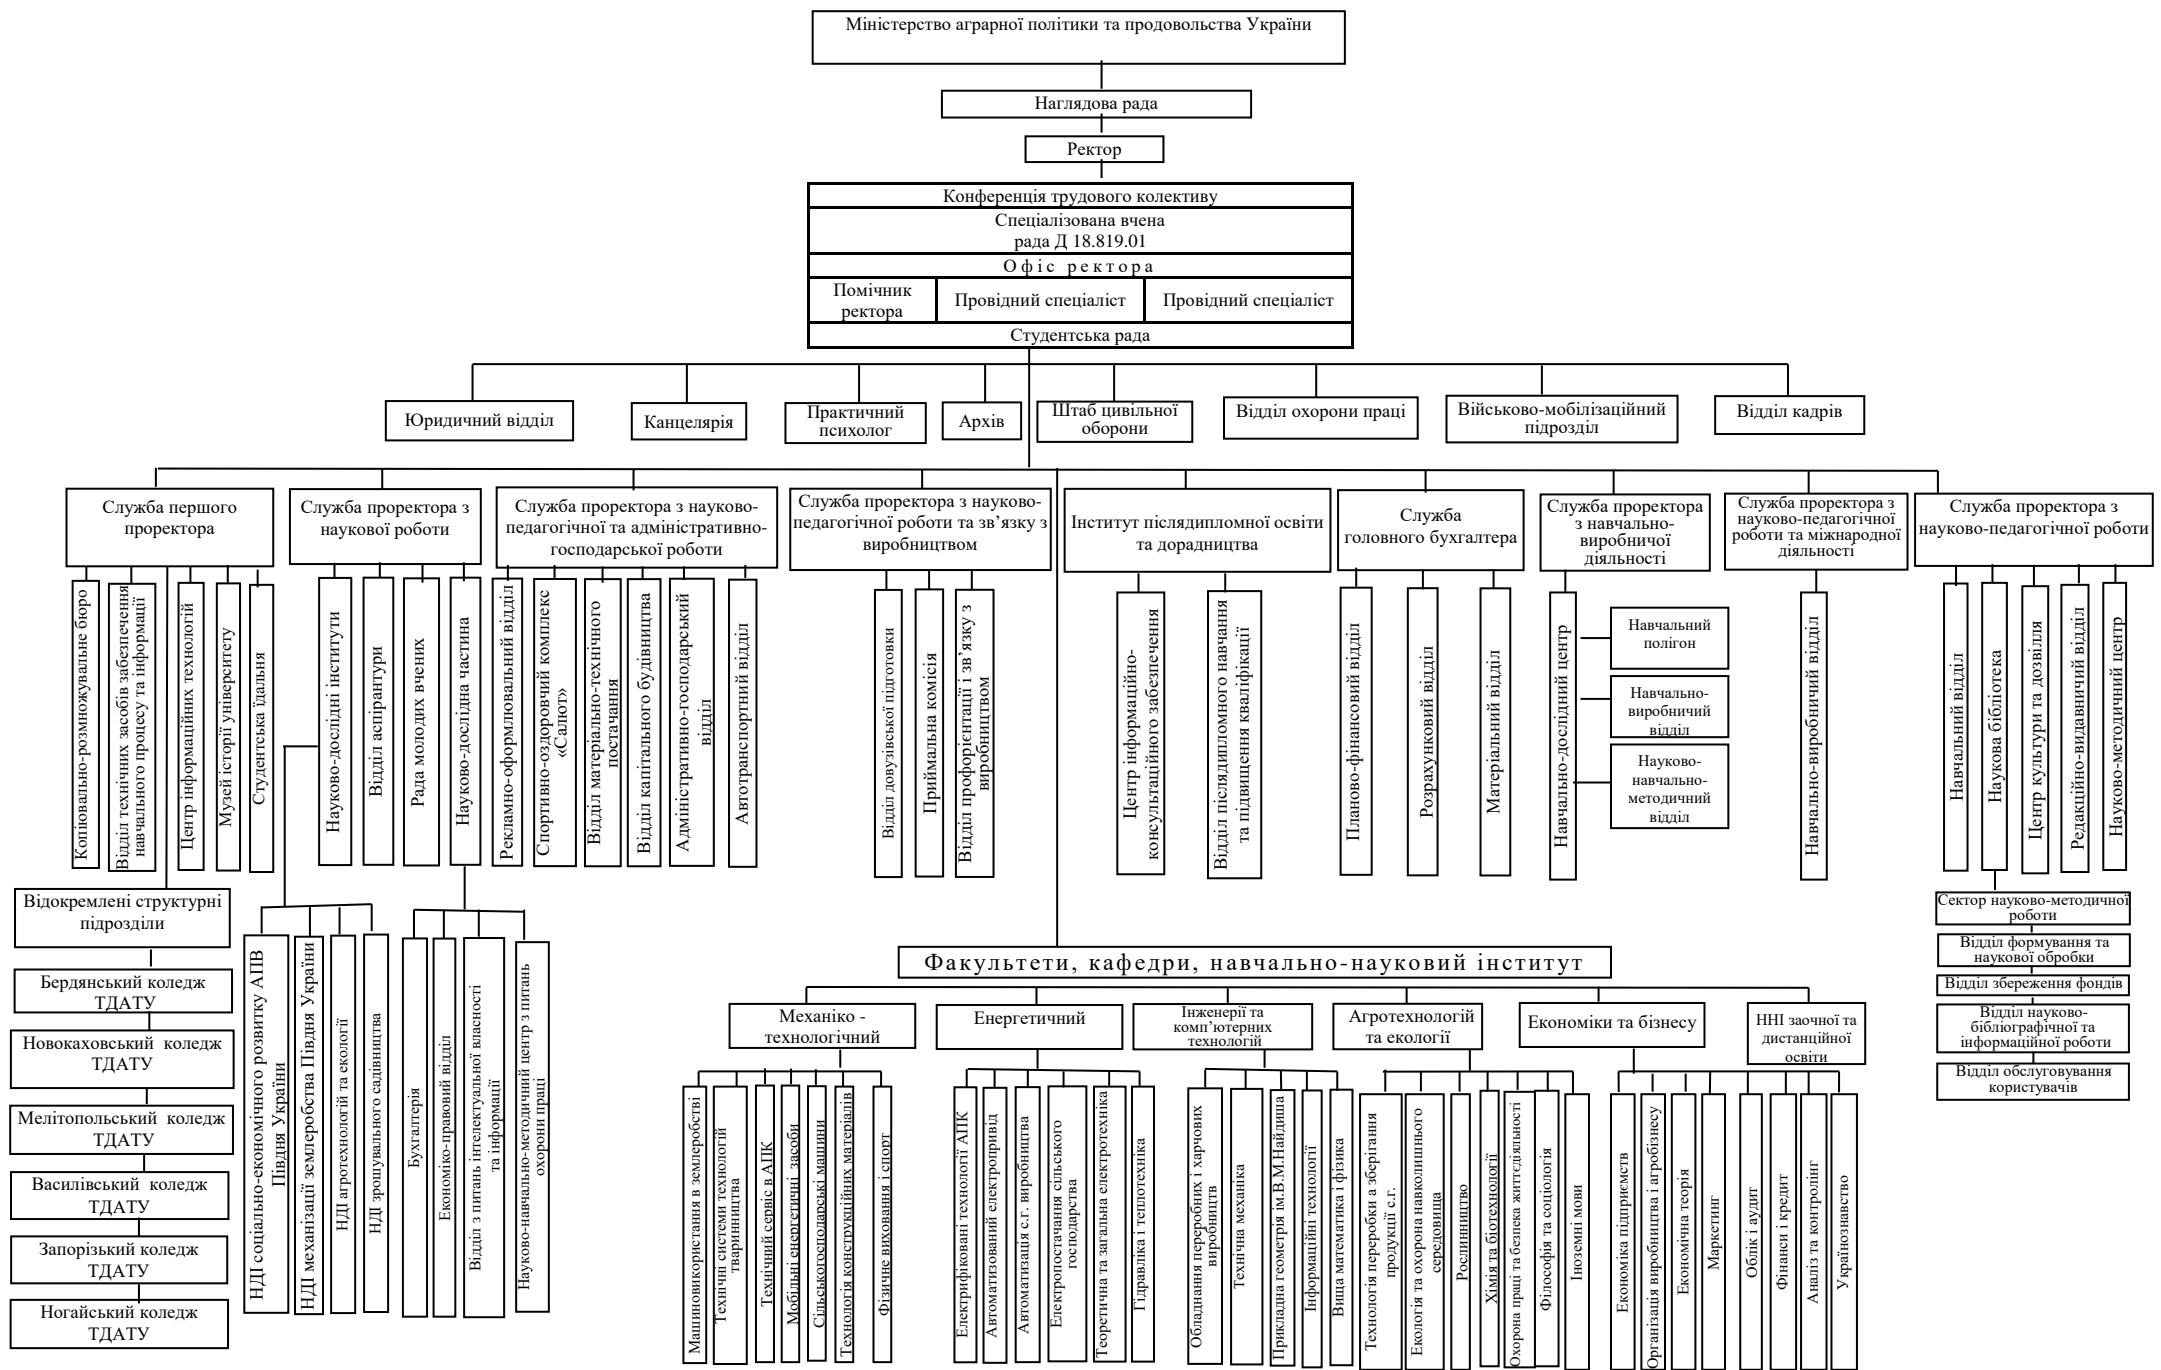 Міністерство аграрної політики та продовольства України
Наглядова рада
Ректор
Конференція трудового колективу
Спеціалізована вчена
рада Д 18.819.01
Офіс ректора
Помічник
ректора
Провідний спеціаліст
Провідний спеціаліст
Студентська рада
Юридичний відділ
Канцелярія
Практичний
психолог
Архів
Штаб цивільної
оборони
Відділ охорони праці
Військово-мобілізаційний
підрозділ
Відділ кадрів
Служба першого
проректора
Служба проректора з
наукової роботи
Служба проректора з науково-
педагогічної та адміністративно-
господарської роботи
Служба проректора з науково-
педагогічної роботи та зв’язку з
виробництвом
Інститут післядипломної освіти
та дорадництва
Служба
головного бухгалтера
Служба проректора
з навчально-
виробничої
діяльності
Служба проректора з
науково-педагогічної
роботи та міжнародної
діяльності
Служба проректора з
науково-педагогічної роботи
Копіювально-розмножувальне бюро
Відділ технічних засобів забезпечення
навчального процесу та інформації
Центр інформаційних технологій
Музей історії університету
Студентська їдальня
Науково-дослідні інститути
Відділ аспірантури
Рада молодих вчених
Науково-дослідна частина
Рекламно-оформлювальний відділ
Спортивно-оздоровчий комплекс
«Салют»
Відділ матеріально-технічного
постачання
Відділ капітального будівництва
Адміністративно-господарський
відділ
Автотранспортний відділ
Відділ довузівської підготовки
Приймальна комісія
Відділ профорієнтації і зв’язку з
виробництвом
Центр інформаційно-
консультаційного забезпечення
Відділ післядипломного навчання
та підвищення кваліфікації
Планово-фінансовий відділ
Розрахунковий відділ
Матеріальний відділ
Навчально-дослідний центр
Навчальний
полігон
Навчально-
виробничий
відділ
Науково-
навчально-
методичний
відділ
Навчально-виробничий відділ
Навчальний відділ
Наукова бібліотека
Центр культури та дозвілля
Редакційно-видавничий відділ
Науково-методичний центр
Відокремлені структурні
підрозділи
Бердянський коледж
ТДАТУ
Новокаховський коледж
ТДАТУ
Мелітопольський коледж
ТДАТУ
Василівський коледж
ТДАТУ
Запорізький коледж
ТДАТУ
Ногайський коледж
ТДАТУ
НДІ соціально-економічного розвитку АПВ
Півдня України
НДІ механізації землеробства Півдня України
НДІ агротехнологій та екології
НДІ зрошувального садівництва
Бухгалтерія
Економіко-правовий відділ
Відділ з питань інтелектуальної власності
та інформації
Науково-навчально-методичний центр з питань
охорони праці
Сектор науково-методичної
роботи
Відділ формування та
наукової обробки
Відділ збереження фондів
Відділ науково-
бібліографічної та
інформаційної роботи
Відділ обслуговування
користувачів
Факультети, кафедри, навчально-науковий інститут
Механіко -
технологічний
Енергетичний
Інженерії та
комп’ютерних
технологій
Агротехнологій
та екології
Економіки та бізнесу
ННІ заочної та
дистанційної
освіти
Машиновикористання в землеробстві
Технічні системи технологій
тваринництва
Технічний сервіс в АПК
Мобільні енергетичні засоби
Сільськогосподарські машини
Технологія конструкційних матеріалів
Фізичне виховання і спорт
Електрифіковані технології АПК
Автоматизований електропривід
Автоматизація с.г. виробництва
Електропостачання сільського
господарства
Теоретична та загальна електротехніка
Гідравліка і теплотехніка
Обладнання переробних і харчових
виробництв
Технічна механіка
Прикладна геометрія ім.В.М.Найдиша
Інформаційні технології
Вища математика і фізика
Технологія переробки а зберігання
продукції с.г.
Екологія та охорона навколишнього
середовища
Рослинництво
Хімія та біотехнології
Охорона праці та безпека життєдіяльності
Філософія та соціологія
Іноземні мови
Економіка підприємств
Організація виробництва і агробізнесу
Економічна теорія
Маркетинг
Облік і аудит
Фінанси і кредит
Аналіз та контролінг
Українознавство